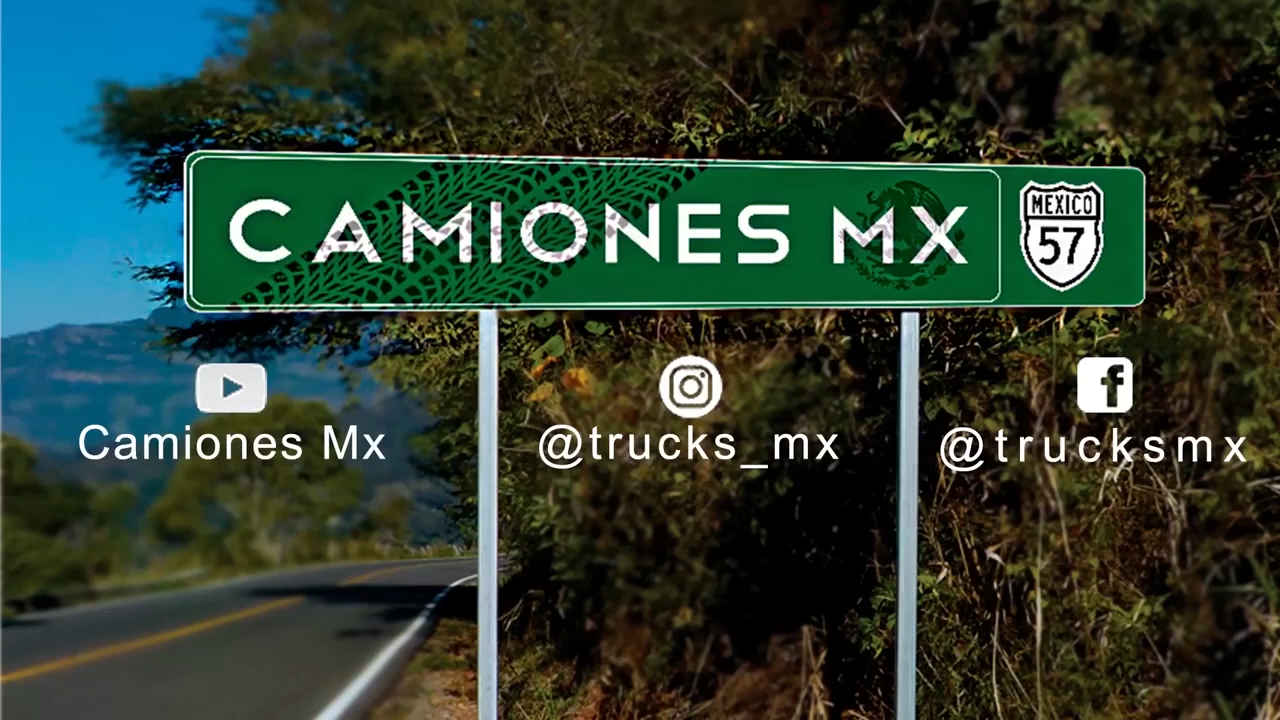 CAMIONES MX
MEXICO
57
Camiones Mx
@trucks_mx
@trucksmx